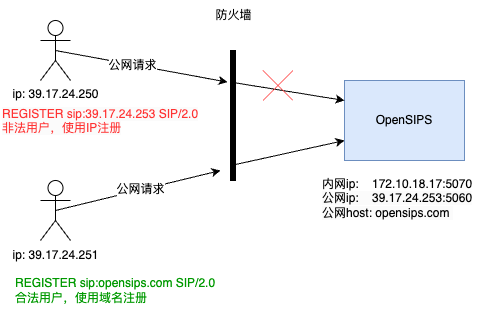 防火墙
公网请求
ip: 39.17.24.250
REGISTER sip:39.17.24.253 SIP/2.0
非法用户，使用IP注册
OpenSIPS
公网请求
内网ip: 172.10.18.17:5070
公网ip: 39.17.24.253:5060
公网host: opensips.com
ip: 39.17.24.251
REGISTER sip:opensips.com SIP/2.0
合法用户，使用域名注册